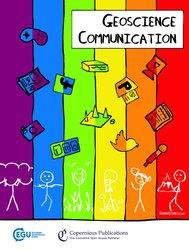 GEOSCIENCE
COMMUNICATION
EGU
Copernicus Publications
The Innovative Open Access Publisher